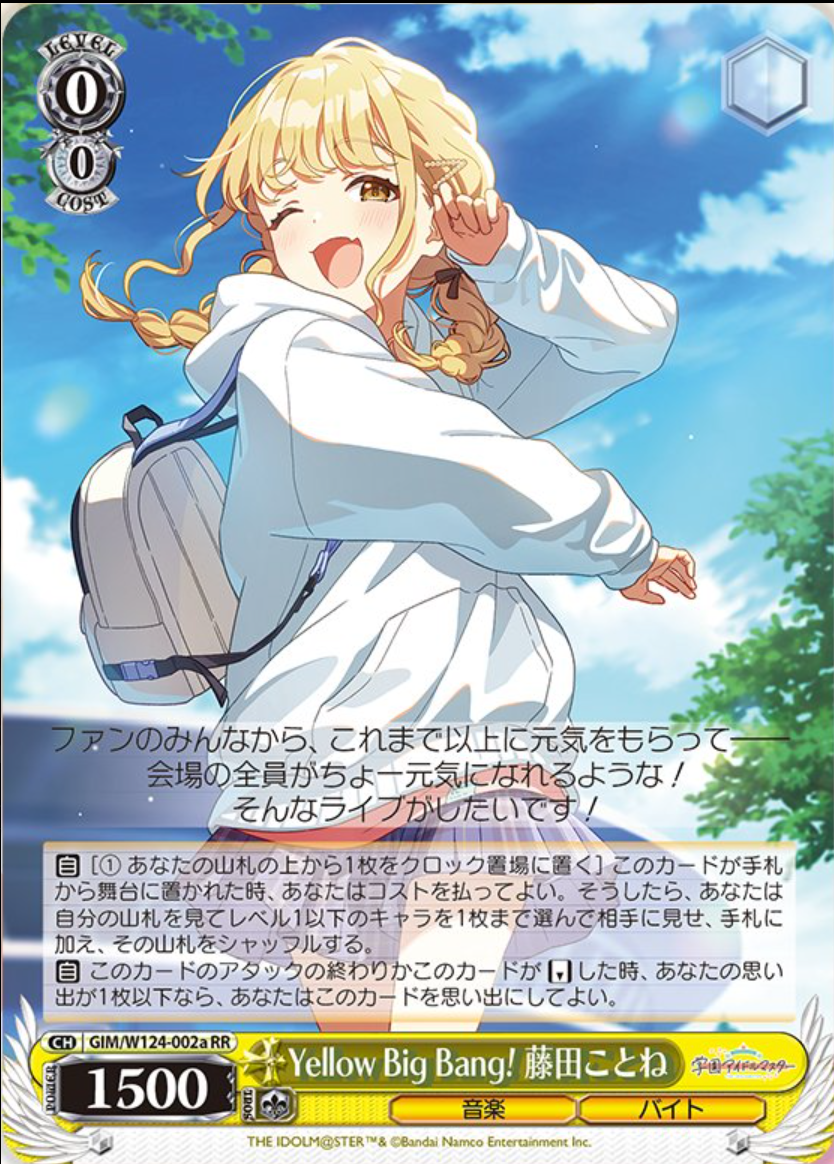 LEVEL
0
0
COST
ファンのみんなから、これまで以上に元気をもらって――
会場の全員がちょー元気になれるような!
そんなライブがしたいです!
自 [① あなたの山札の上から1枚をクロック置場に置く] このカードが手札
から舞台に置かれた時、あなたはコストを払ってよい。そうしたら、あなたは
自分の山札を見てレベル1以下のキャラを1枚まで選んで相手に見せ、手札に
加え、その山札をシャッフルする。
自 このカードのアタックの終わりかこのカードが[▼]した時、あなたの思い
出が1枚以下なら、あなたはこのカードを思い出にしてよい。
CH GIM/W124-002a RR
Yellow Big Bang! 藤田ことね
学園アイドルマスター
POWER
1500
SOUL
音楽
バイト
THE IDOLM@STER™& ©Bandai Namco Entertainment Inc.